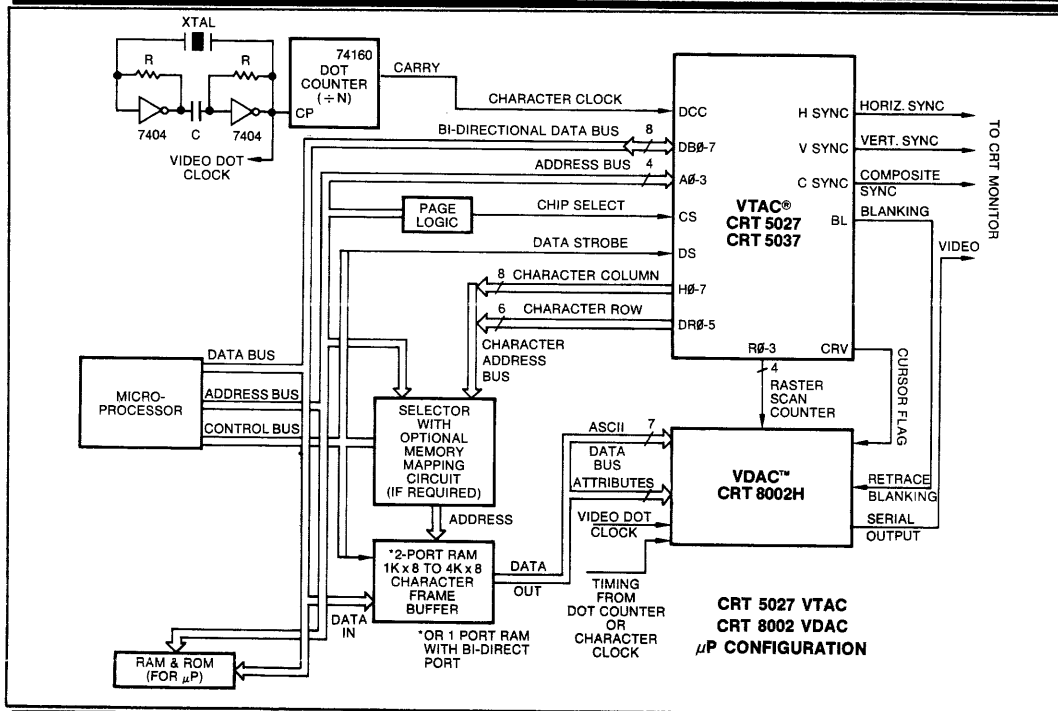 XTAL
R
R
7404
C
7404
VIDEO DOT
CLOCK
74160
DOT
COUNTER
(÷N)
CP
CARRY
CHARACTER CLOCK
BI-DIRECTIONAL DATA BUS
8
ADDRESS BUS
4
PAGE
LOGIC
CHIP SELECT
DATA STROBE
8
CHARACTER COLUMN
6
CHARACTER ROW
CHARACTER
ADDRESS
BUS
DCC
DBØ-7
AØ-3
CS
DS
HØ-7
DRØ-5
VTAC®
CRT 5027
CRT 5037
H SYNC
V SYNC
C SYNC
BL
RØ-3
CRV
HORIZ. SYNC
VERT. SYNC
COMPOSITE
SYNC
BLANKING
VIDEO
TO CRT MONITOR
4
RASTER
SCAN
COUNTER
CURSOR FLAG
MICRO-
PROCESSOR
DATA BUS
ADDRESS BUS
CONTROL BUS
SELECTOR
WITH
OPTIONAL
MEMORY
MAPPING
CIRCUIT
(IF REQUIRED)
ADDRESS
*2-PORT RAM
1K x 8 TO 4K x 8
CHARACTER
FRAME
BUFFER
DATA
IN
DATA
OUT
*OR 1 PORT RAM
WITH BI-DIRECT
PORT
RAM & ROM
(FOR μP)
ASCII
7
DATA
BUS
ATTRIBUTES
VIDEO DOT
CLOCK
TIMING
FROM
DOT COUNTER
OR
CHARACTER
CLOCK
VDAC™
CRT 8002H
RETRACE
BLANKING
SERIAL
OUTPUT
CRT 5027 VTAC
CRT 8002 VDAC
μP CONFIGURATION